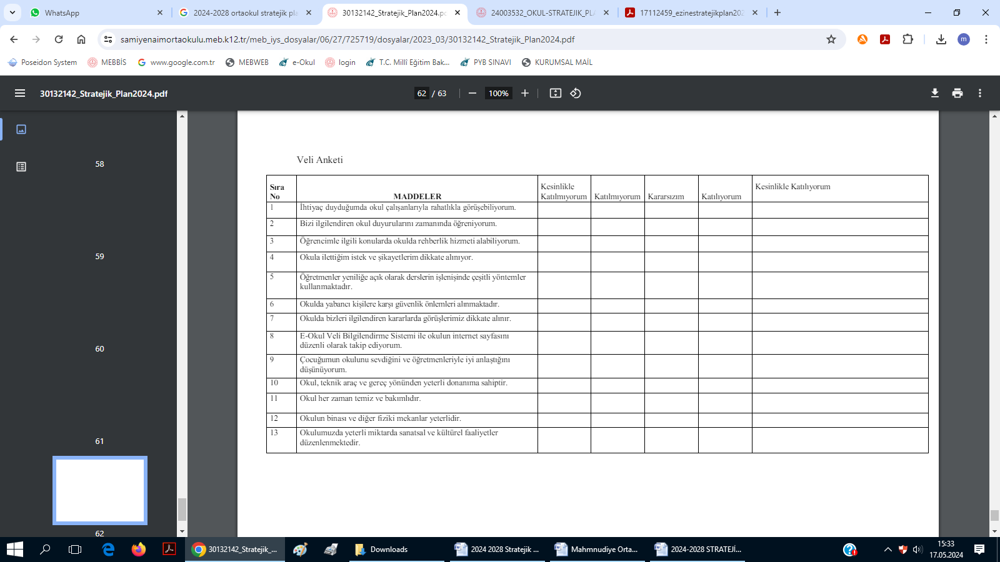 WhatsApp
2024-2028 ortaokul stratejik pla
30132142_Stratejik_Plan2024.pd
24003532_OKUL-STRATEJIK_PLA
17112459_ezinestratejikplan202
samiyenaimortaokulu.meb.k12.tr/meb_iys_dosyalar/06/27/725719/dosyalar/2023_03/30132142_Stratejik_Plan2024.pdf
m
Poseidon System
MEBBİS
www.google.com.tr
MEBWEB
e-Okul
login
T.C. Millî Eğitim Bak...
PYB SINAVI
KURUMSAL MAİL
30132142_Stratejik_Plan2024.pdf
62 / 63
100%
58
59
60
61
62
Veli Anketi
Sıra No MADDELER Kesinlikle Katılmıyorum Katılmıyorum Kararsızım Katılıyorum Kesinlikle Katılıyorum
1 İhtiyaç duyduğumda okul çalışanlarıyla rahatlıkla görüşebiliyorum.
2 Bizi ilgilendiren okul duyurularını zamanında öğreniyorum.
3 Öğrencimle ilgili konularda okulda rehberlik hizmeti alabiliyorum.
4 Okula ilettiğim istek ve şikayetlerim dikkate alınıyor.
5 Öğretmenler yeniliğe açık olarak derslerin işlenişinde çeşitli yöntemler
kullanmaktadır.
6 Okulda yabancı kişilere karşı güvenlik önlemleri alınmaktadır.
7 Okulda bizleri ilgilendiren kararlarda görüşlerimiz dikkate alınır.
8 E-Okul Veli Bilgilendirme Sistemi ile okulun internet sayfasını
düzenli olarak takip ediyorum.
9 Çocuğumun okulunu sevdiğini ve öğretmenleriyle iyi anlaştığını
düşünüyorum.
10 Okul, teknik araç ve gereç yönünden yeterli donanıma sahiptir.
11 Okul her zaman temiz ve bakımlıdır.
12 Okulun binası ve diğer fiziki mekanlar yeterlidir.
13 Okulumuzda yeterli miktarda sanatsal ve kültürel faaliyetler
düzenlenmektedir.
30132142_Stratejik_...
Downloads
2024 2028 Stratejik ...
Mahmnudiye Orta...
2024-2028 STRATEJİ...
15:33
17.05.2024